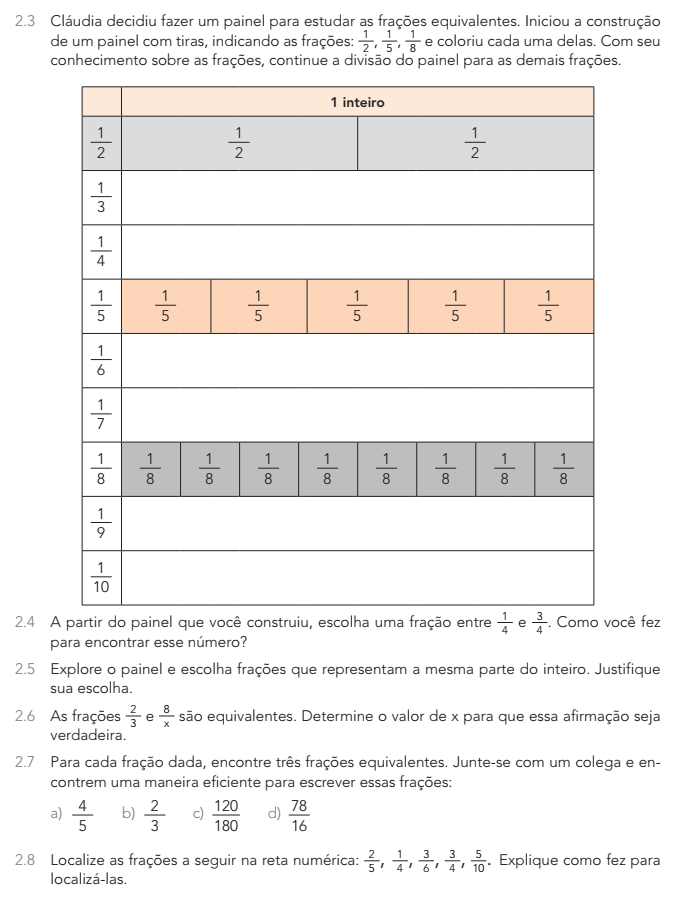 2.3 Cláudia decidiu fazer um painel para estudar as frações equivalentes. Iniciou a construção
de um painel com tiras, indicando as frações: 1/2, 1/5, 1/8 e coloriu cada uma delas. Com seu
conhecimento sobre as frações, continue a divisão do painel para as demais frações.
1 inteiro
1/2 1/2 1/2
1/3
1/4
1/5 1/5 1/5 1/5 1/5 1/5
1/6
1/7
1/8 1/8 1/8 1/8 1/8 1/8 1/8 1/8 1/8
1/9
1/10
2.4 A partir do painel que você construiu, escolha uma fração entre 1/4 e 3/4. Como você fez
para encontrar esse número?
2.5 Explore o painel e escolha frações que representam a mesma parte do inteiro. Justifique
sua escolha.
2.6 As frações 2/3 e 8/x são equivalentes. Determine o valor de x para que essa afirmação seja
verdadeira.
2.7 Para cada fração dada, encontre três frações equivalentes. Junte-se com um colega e en-
contrem uma maneira eficiente para escrever essas frações:
a) 4/5 b) 2/3 c) 120/180 d) 78/16
2.8 Localize as frações a seguir na reta numérica: 2/5, 1/4, 3/6, 3/4, 5/10. Explique como fez para
localizá-las.